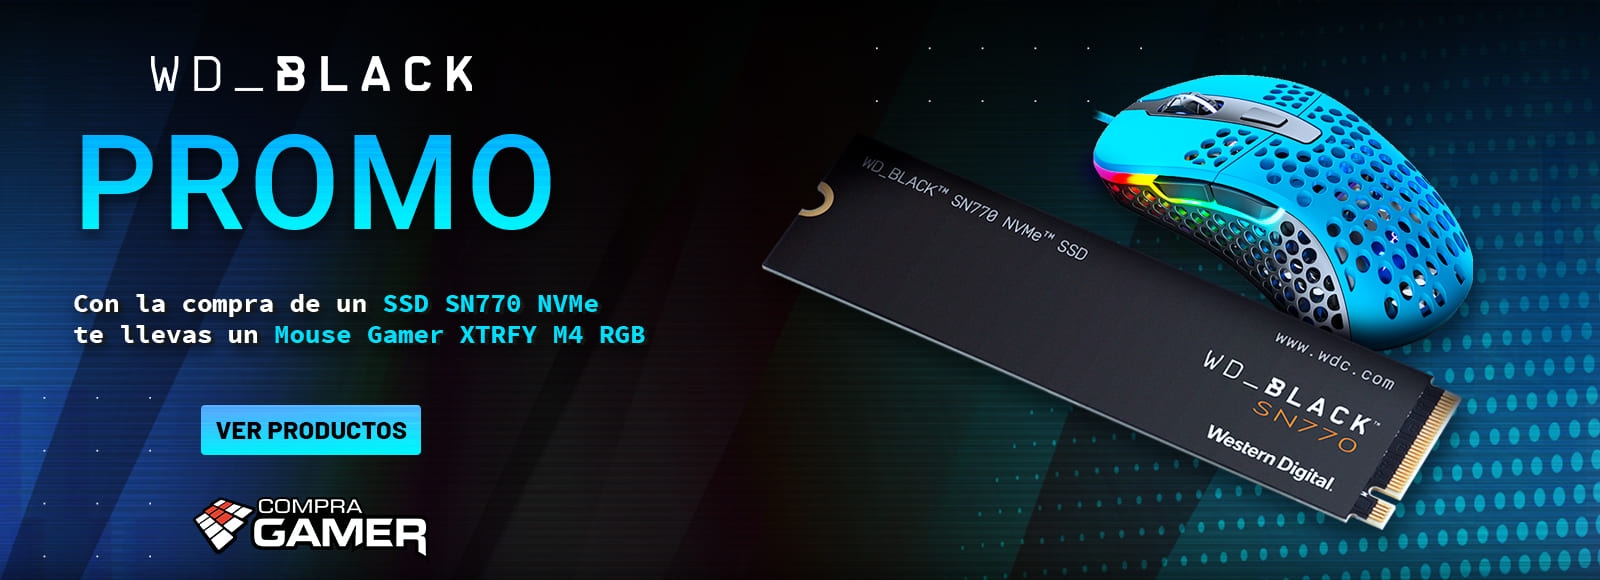 WD_BLACK
PROMO
Con la compra de un SSD SN770 NVMe
te llevas un Mouse Gamer XTRFY M4 RGB
VER PRODUCTOS
COMPRA
GAMER
WD_BLACK™ SN770 NVMe™ SSD
www.wdc.com
WD_BLACK™
SN770
Western Digital.